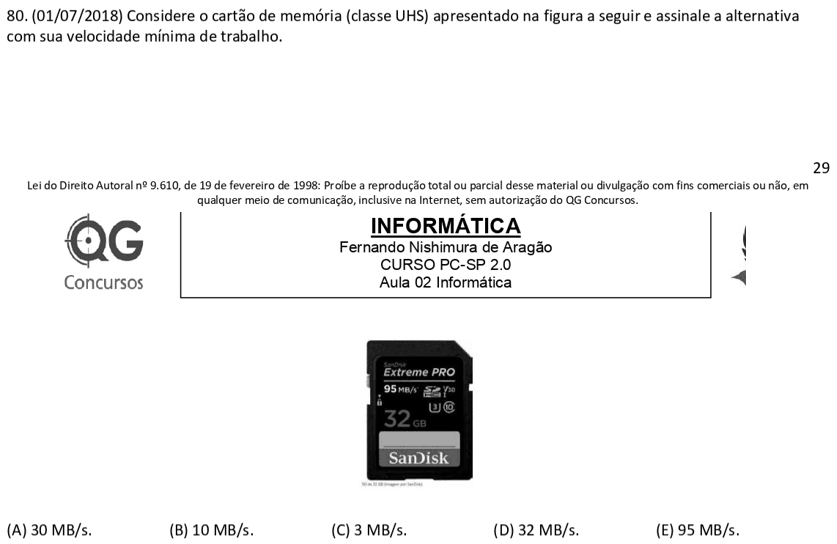 80. (01/07/2018) Considere o cartão de memória (classe UHS) apresentado na figura a seguir e assinale a alternativa
com sua velocidade mínima de trabalho.
29
Lei do Direito Autoral nº 9.610, de 19 de fevereiro de 1998: Proíbe a reprodução total ou parcial desse material ou divulgação com fins comerciais ou não, em
qualquer meio de comunicação, inclusive na Internet, sem autorização do QG Concursos.
QG
Concursos
INFORMÁTICA
Fernando Nishimura de Aragão
CURSO PC-SP 2.0
Aula 02 Informática
SanDisk
Extreme PRO
95 MB/s V30
I
3 10
32 GB
SanDisk
(A) 30 MB/s. (B) 10 MB/s. (C) 3 MB/s. (D) 32 MB/s. (E) 95 MB/s.